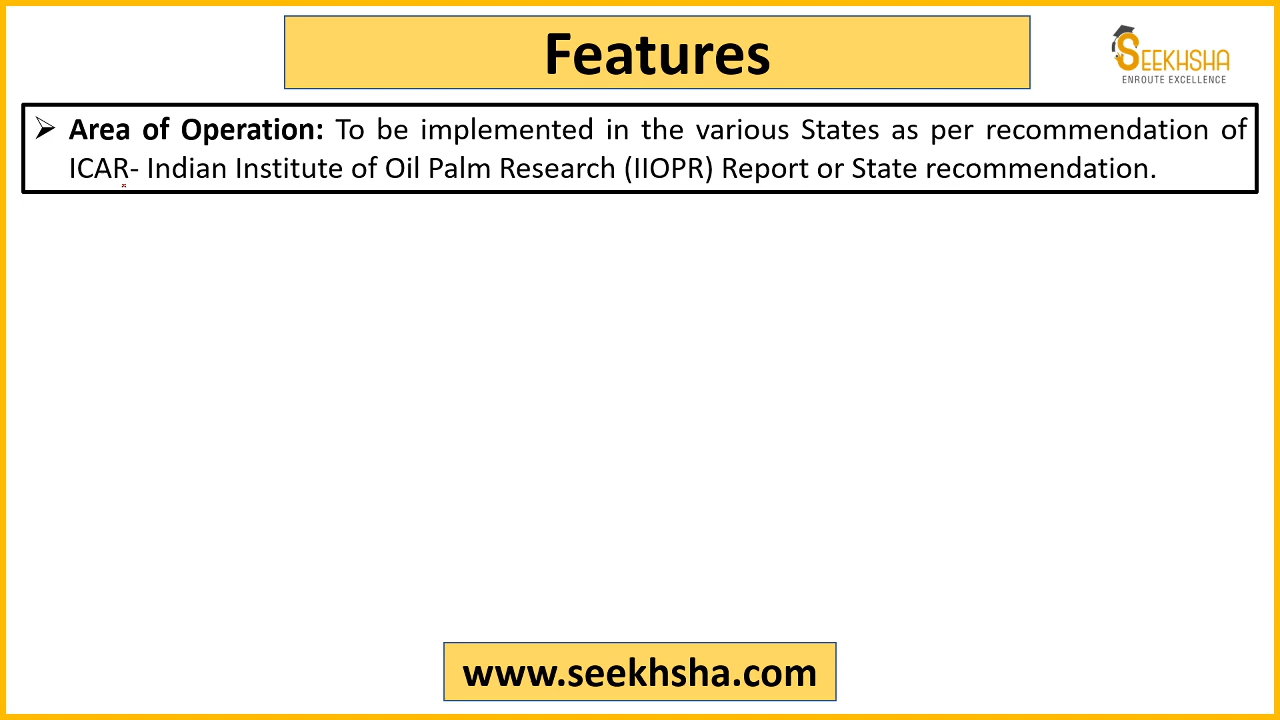 Features
SEEKHSHA
ENROUTE EXCELLENCE
➢ Area of Operation: To be implemented in the various States as per recommendation of
ICAR- Indian Institute of Oil Palm Research (IIOPR) Report or State recommendation.
www.seekhsha.com